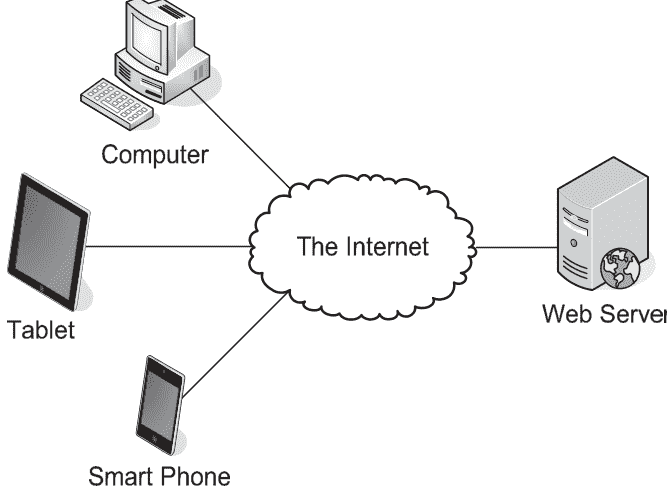 Computer
The Internet
Web Server
Tablet
Smart Phone